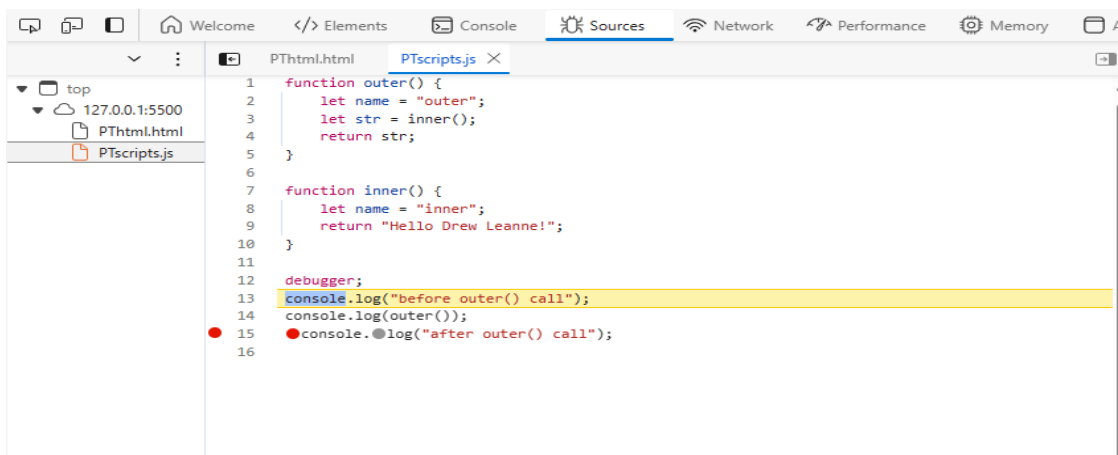 Welcome </> Elements Console Sources Network Performance Memory
PThtml.html PTscripts.js
top
127.0.0.1:5500
PThtml.html
PTscripts.js
1 function outer() {
2 let name = "outer";
3 let str = inner();
4 return str;
5 }
6
7 function inner() {
8 let name = "inner";
9 return "Hello Drew Leanne!";
10 }
11
12 debugger;
13 console.log("before outer() call");
14 console.log(outer());
15 console.log("after outer() call");
16